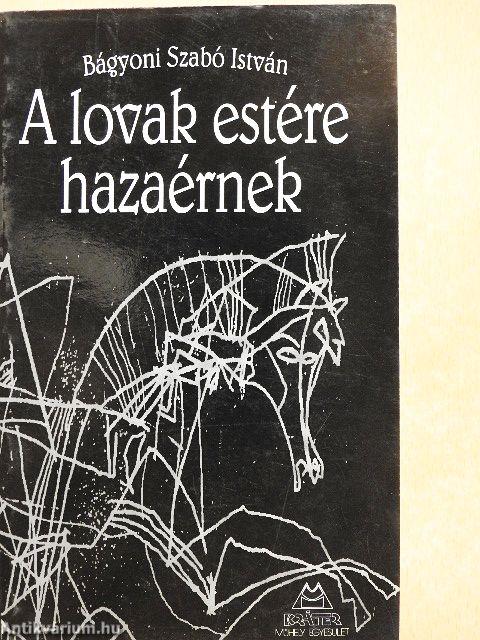 Bágyoni Szabó István
A lovak estére
hazaérnek
KRÁTER
MŰHELY EGYESÜLET
Antikvarium.hu